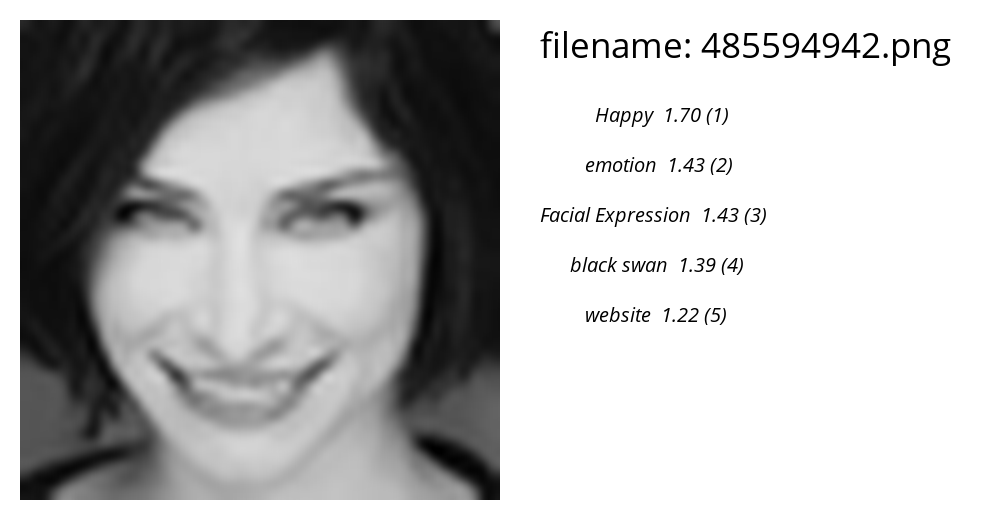 filename: 485594942.png
Happy 1.70 (1)
emotion 1.43 (2)
Facial Expression 1.43 (3)
black swan 1.39 (4)
website 1.22 (5)